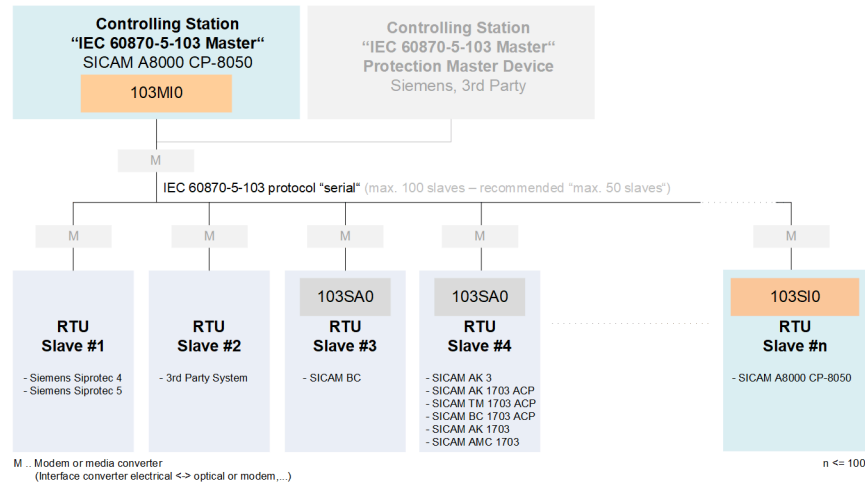 Controlling Station
“IEC 60870-5-103 Master“
SICAM A8000 CP-8050
103MI0
Controlling Station
“IEC 60870-5-103 Master“
Protection Master Device
Siemens, 3rd Party
M
IEC 60870-5-103 protocol “serial“ (max. 100 slaves – recommended “max. 50 slaves“)
M
M
M
M
M
RTU
Slave #1
- Siemens Siprotec 4
- Siemens Siprotec 5
RTU
Slave #2
- 3rd Party System
103SA0
RTU
Slave #3
- SICAM BC
103SA0
RTU
Slave #4
- SICAM AK 3
- SICAM AK 1703 ACP
- SICAM TM 1703 ACP
- SICAM BC 1703 ACP
- SICAM AK 1703
- SICAM AMC 1703
103SI0
RTU
Slave #n
- SICAM A8000 CP-8050
M .. Modem or media converter
(Interface converter electrical <-> optical or modem,...)
n <= 100